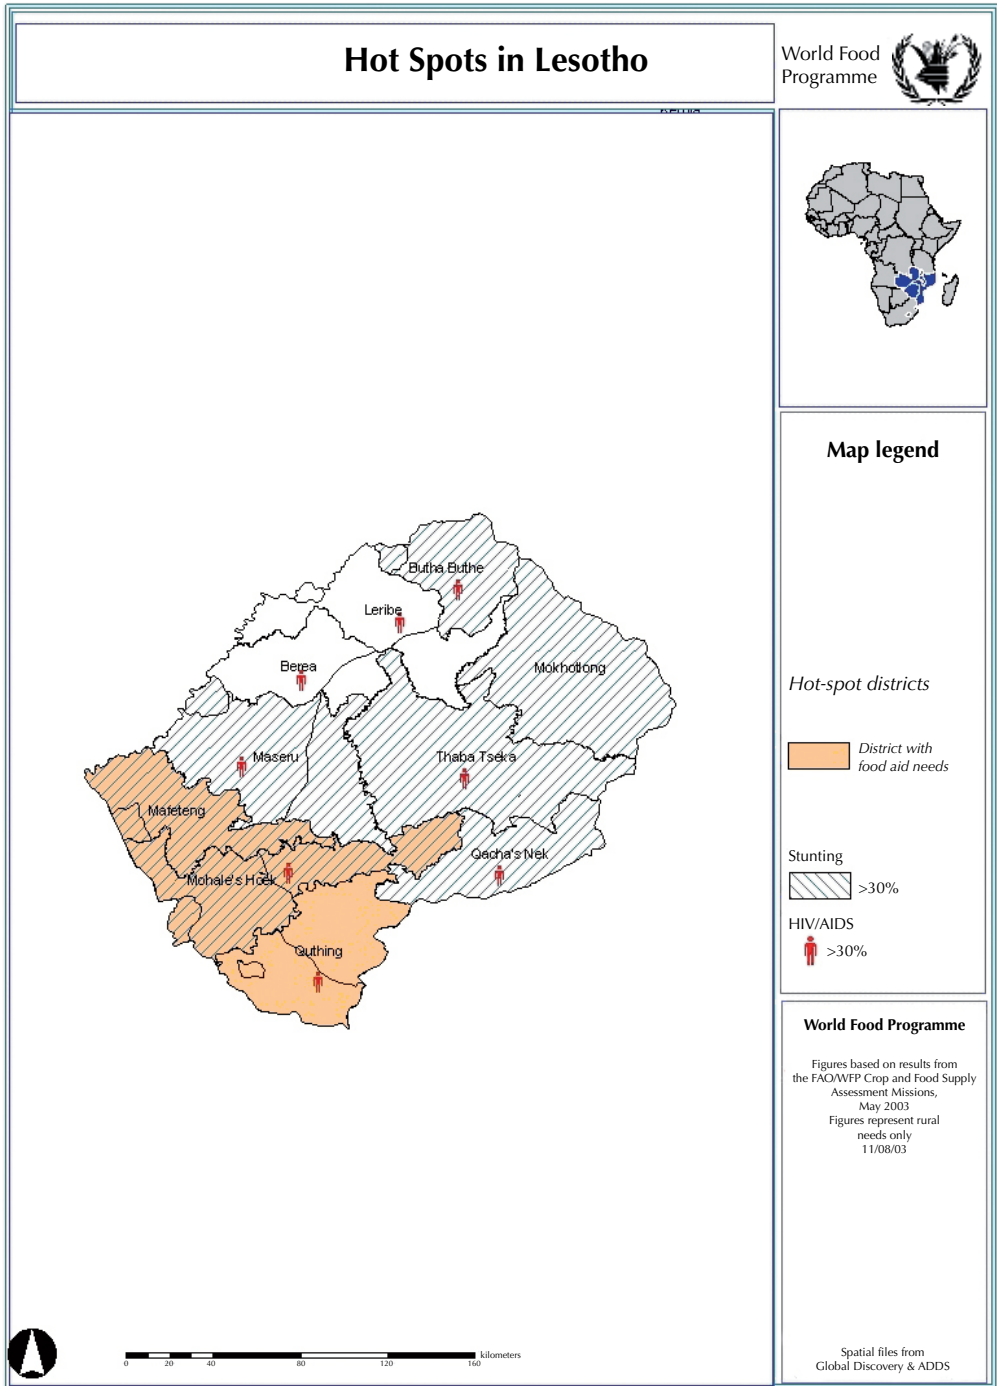 Hot Spots in Lesotho
World Food
Programme
Map legend
Hot-spot districts
District with
food aid needs
Stunting
>30%
HIV/AIDS
>30%
Butha Buthe
Leribe
Berea
Mokhotlong
Maseru
Thaba Tseka
Mafeteng
Qacha's Nek
Mohale's Hoek
Quthing
0 20 40 80 120 160 kilometers
World Food Programme
Figures based on results from
the FAO/WFP Crop and Food Supply
Assessment Missions,
May 2003
Figures represent rural
needs only
11/08/03
Spatial files from
Global Discovery & ADDS